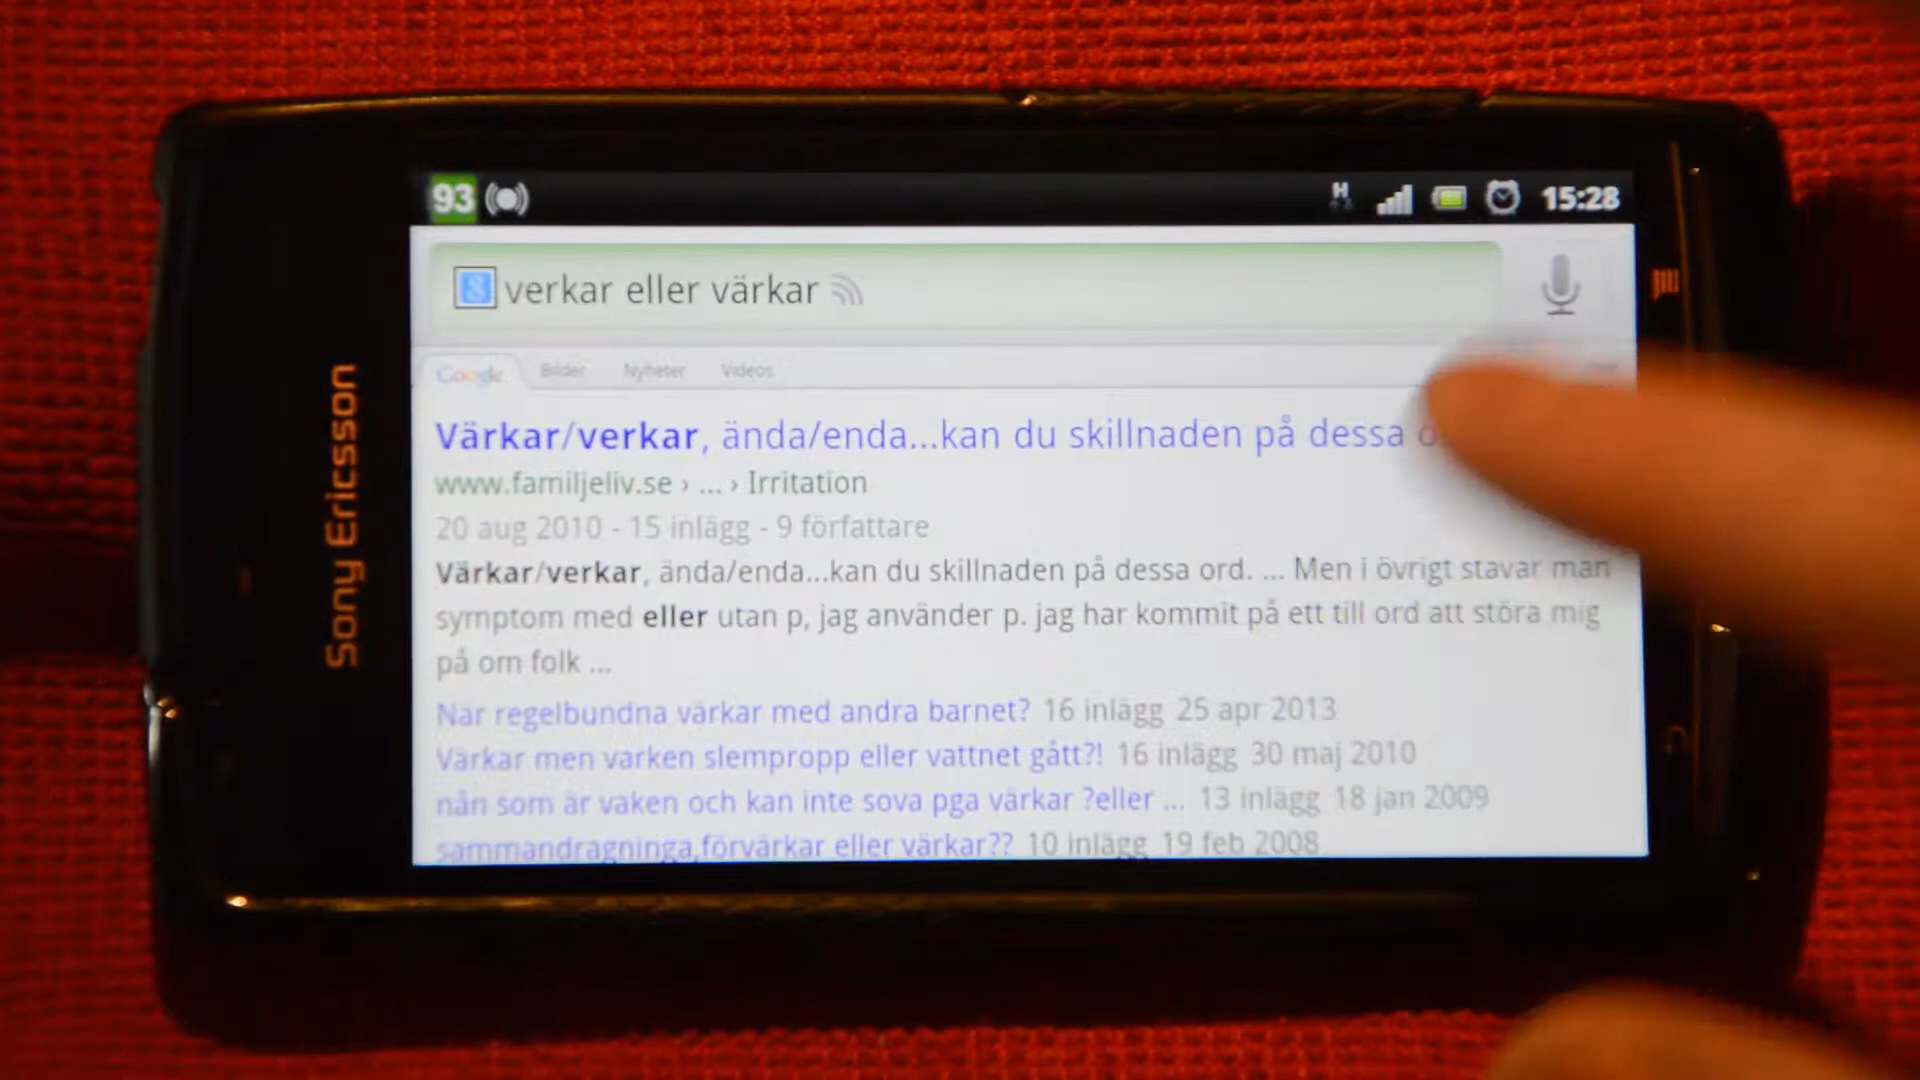 93
H
15:28
verkar eller värkar
Google Bilder Nyheter Videos
Värkar/verkar, ända/enda...kan du skillnaden på dessa
www.familjeliv.se › ... › Irritation
20 aug 2010 - 15 inlägg - 9 författare
Värkar/verkar, ända/enda...kan du skillnaden på dessa ord. ... Men i övrigt stavar man
symptom med eller utan p, jag använder p. jag har kommit på ett till ord att störa mig
på om folk ...
När regelbundna värkar med andra barnet? 16 inlägg 25 apr 2013
Värkar men varken slempropp eller vattnet gått?! 16 inlägg 30 maj 2010
nån som är vaken och kan inte sova pga värkar ?eller ... 13 inlägg 18 jan 2009
sammandragninga,förvärkar eller värkar?? 10 inlägg 19 feb 2008
Sony Ericsson